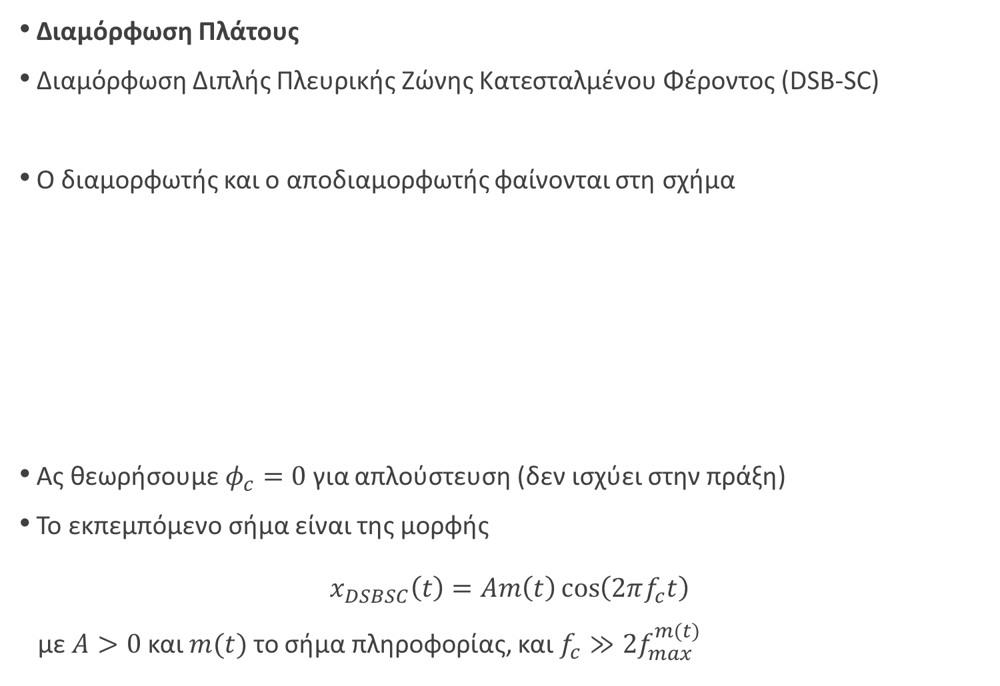 • Διαμόρφωση Πλάτους
• Διαμόρφωση Διπλής Πλευρικής Ζώνης Κατεσταλμένου Φέροντος (DSB-SC)
• Ο διαμορφωτής και ο αποδιαμορφωτής φαίνονται στη σχήμα
• Ας θεωρήσουμε $\phi_c = 0$ για απλούστευση (δεν ισχύει στην πράξη)
• Το εκπεμπόμενο σήμα είναι της μορφής
$x_{DSBSC}(t) = Am(t)\cos(2\pi f_c t)$
με $A > 0$ και $m(t)$ το σήμα πληροφορίας, και $f_c \gg 2f_{max}^{m(t)}$